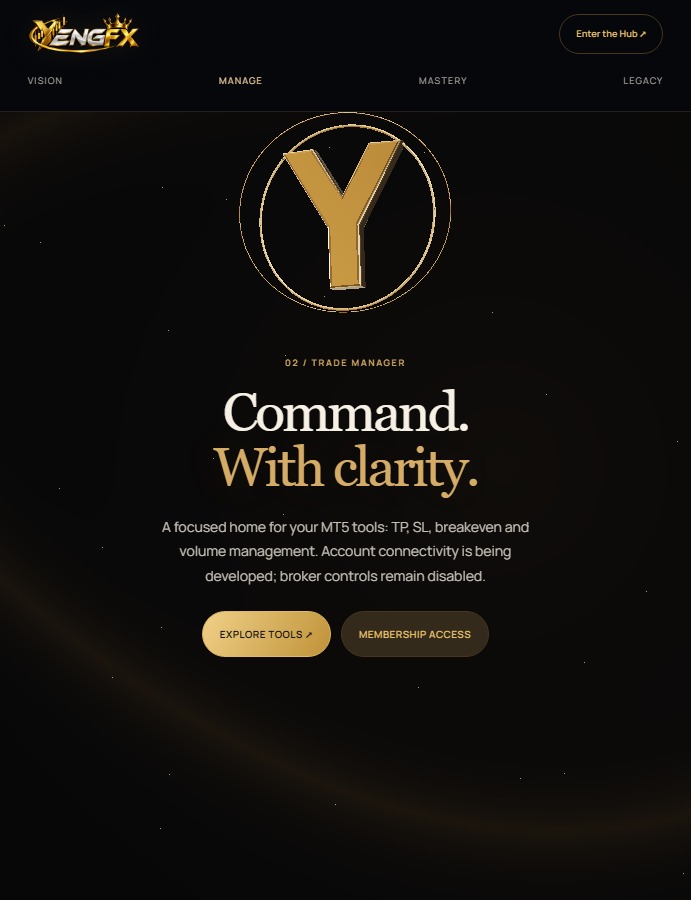 YENGFX
Enter the Hub ↗
VISION
MANAGE
MASTERY
LEGACY
Y
02 / TRADE MANAGER
Command.
With clarity.
A focused home for your MT5 tools: TP, SL, breakeven and
volume management. Account connectivity is being
developed; broker controls remain disabled.
EXPLORE TOOLS ↗
MEMBERSHIP ACCESS